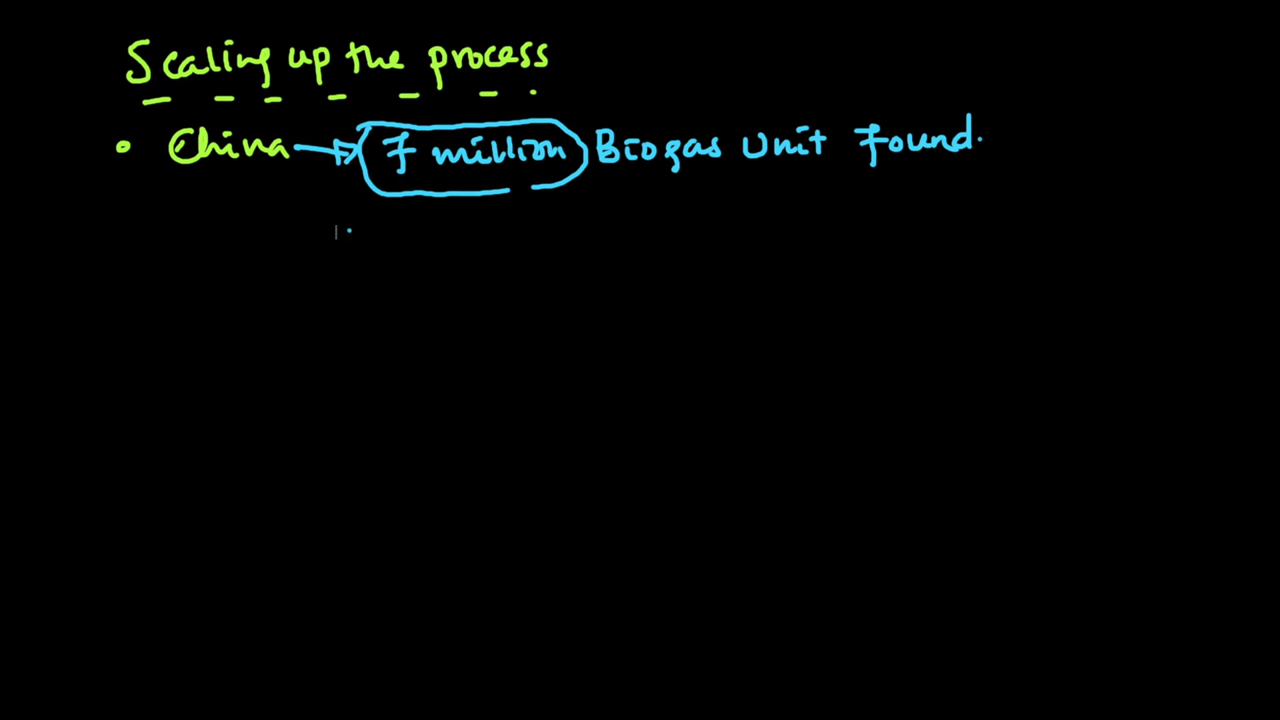 Scaling up the process
• China → 7 million Biogas Unit Found.